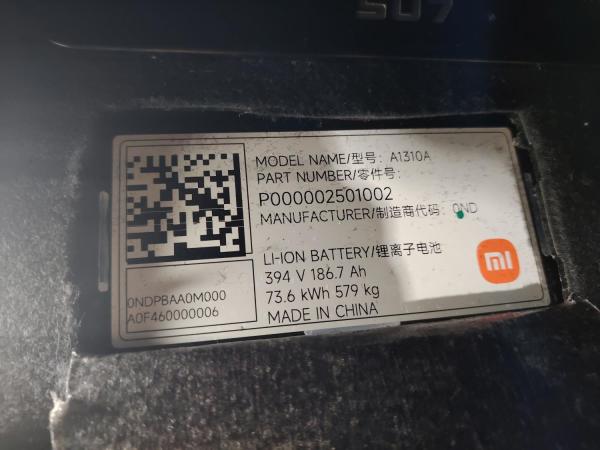 SU7
MODEL NAME/型号: A1310A
PART NUMBER/零件号:
P000002501002
MANUFACTURER/制造商代码: 0ND
LI-ION BATTERY/锂离子电池
394 V 186.7 Ah
73.6 kWh 579 kg
MADE IN CHINA
mi
0NDPBAA0M000
A0F460000006